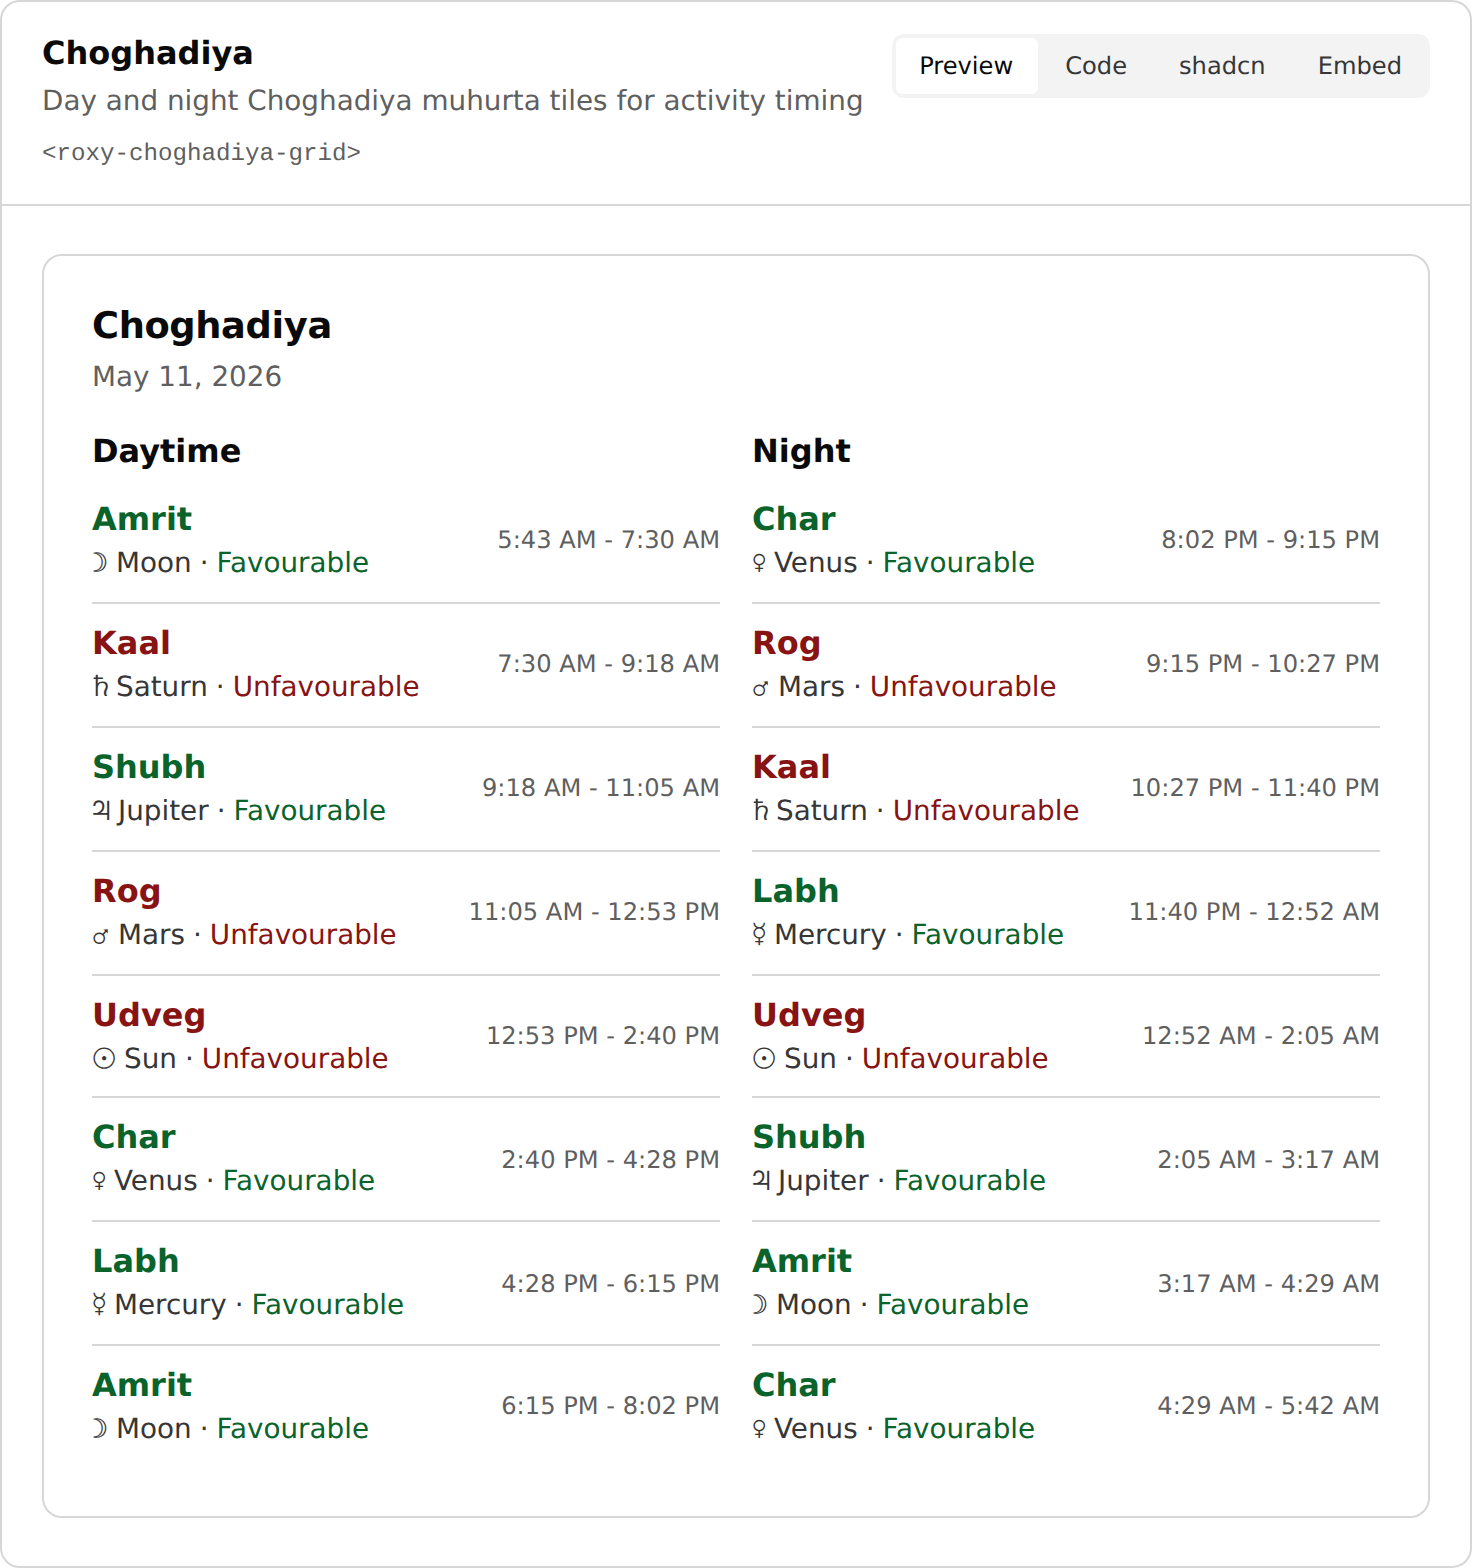 Choghadiya
Day and night Choghadiya muhurta tiles for activity timing
<roxy-choghadiya-grid>
Preview Code shadcn Embed
Choghadiya
May 11, 2026
Daytime
Amrit
☽ Moon · Favourable
5:43 AM - 7:30 AM
Kaal
♄ Saturn · Unfavourable
7:30 AM - 9:18 AM
Shubh
♃ Jupiter · Favourable
9:18 AM - 11:05 AM
Rog
♂ Mars · Unfavourable
11:05 AM - 12:53 PM
Udveg
☉ Sun · Unfavourable
12:53 PM - 2:40 PM
Char
♀ Venus · Favourable
2:40 PM - 4:28 PM
Labh
☿ Mercury · Favourable
4:28 PM - 6:15 PM
Amrit
☽ Moon · Favourable
6:15 PM - 8:02 PM
Night
Char
♀ Venus · Favourable
8:02 PM - 9:15 PM
Rog
♂ Mars · Unfavourable
9:15 PM - 10:27 PM
Kaal
♄ Saturn · Unfavourable
10:27 PM - 11:40 PM
Labh
☿ Mercury · Favourable
11:40 PM - 12:52 AM
Udveg
☉ Sun · Unfavourable
12:52 AM - 2:05 AM
Shubh
♃ Jupiter · Favourable
2:05 AM - 3:17 AM
Amrit
☽ Moon · Favourable
3:17 AM - 4:29 AM
Char
♀ Venus · Favourable
4:29 AM - 5:42 AM